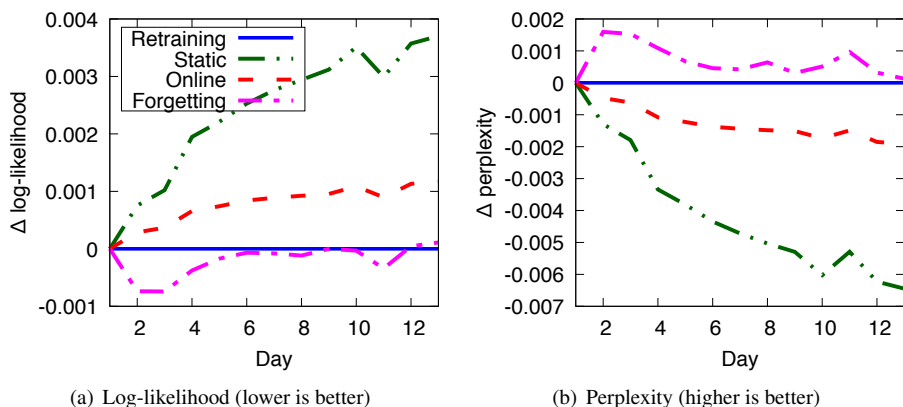 0.004
0.003
0.002
0.001
0
-0.001
Δ log-likelihood
Retraining
Static
Online
Forgetting
2 4 6 8 10 12
Day
(a) Log-likelihood (lower is better)
0.002
0.001
0
-0.001
-0.002
-0.003
-0.004
-0.005
-0.006
-0.007
Δ perplexity
2 4 6 8 10 12
Day
(b) Perplexity (higher is better)